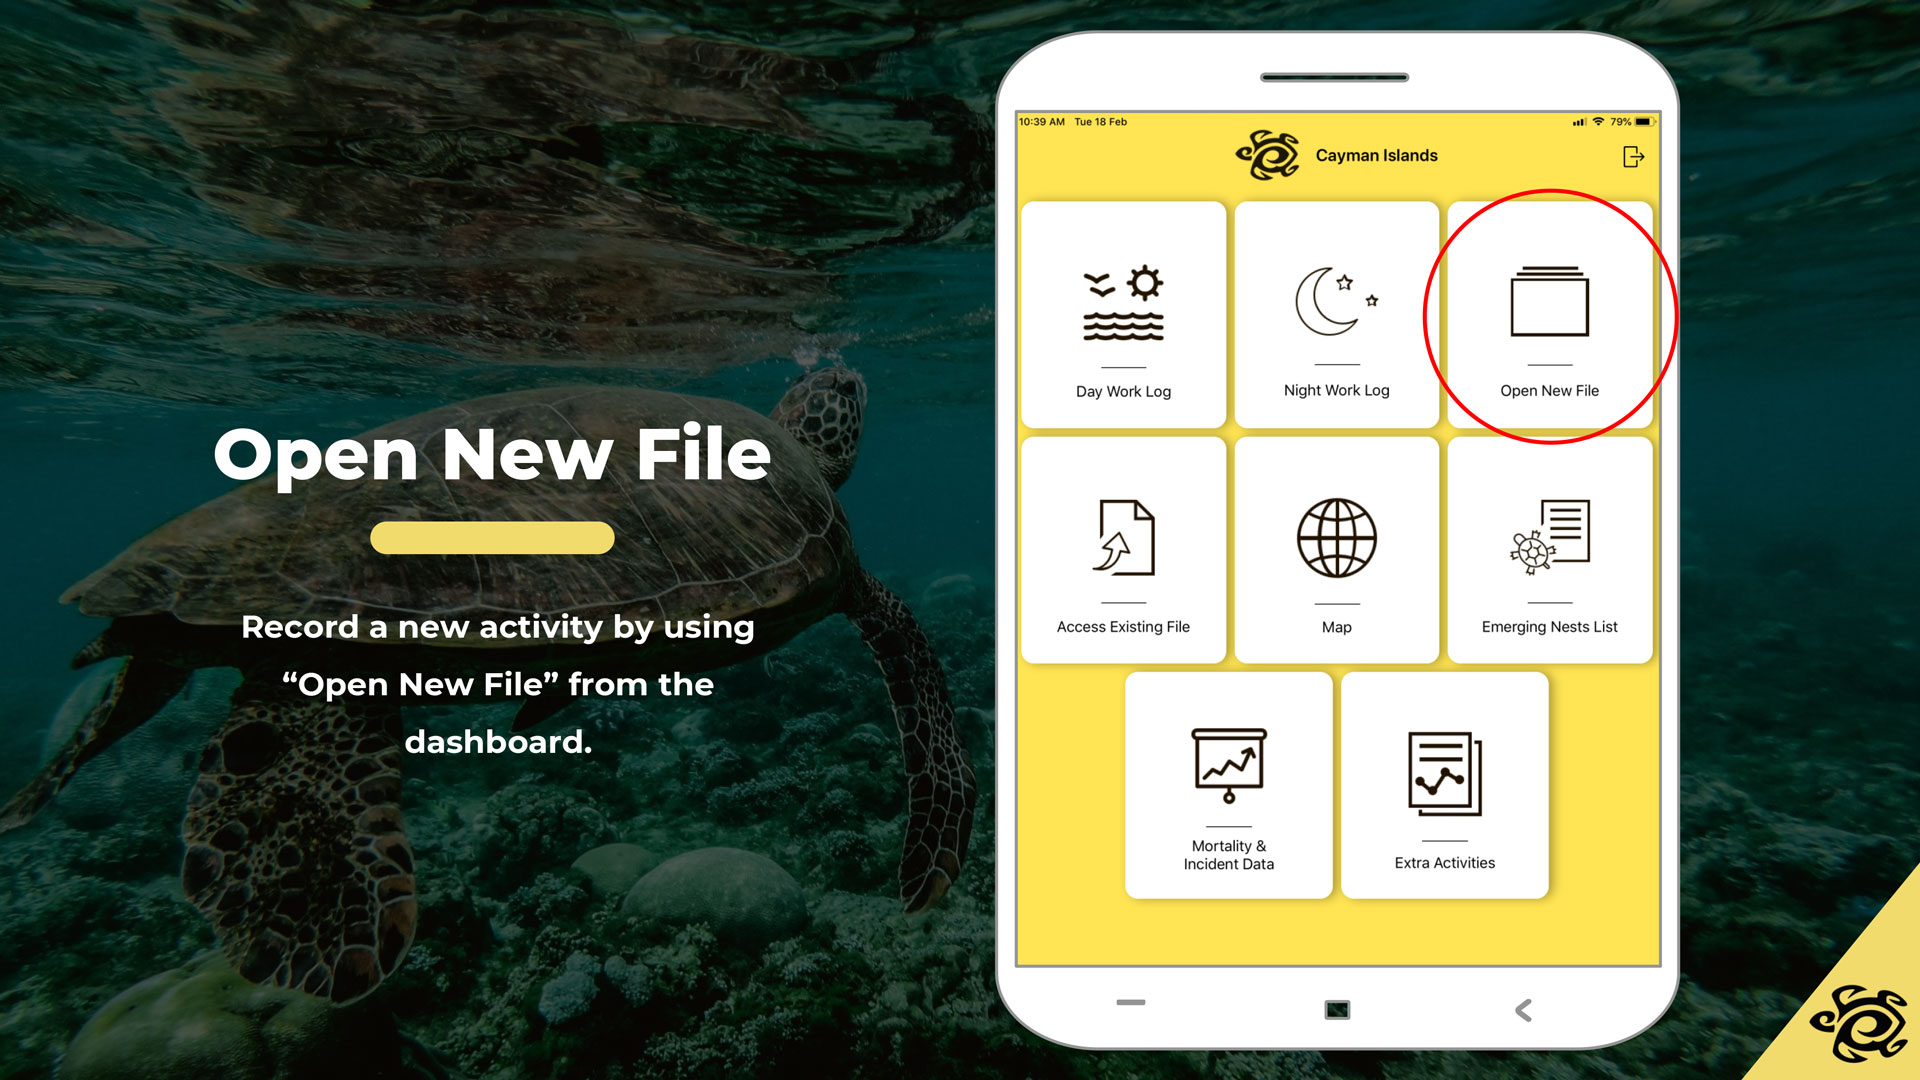 Open New File
Record a new activity by using
“Open New File” from the
dashboard.
10:39 AM Tue 18 Feb
79%
Cayman Islands
Day Work Log
Night Work Log
Open New File
Access Existing File
Map
Emerging Nests List
Mortality &
Incident Data
Extra Activities